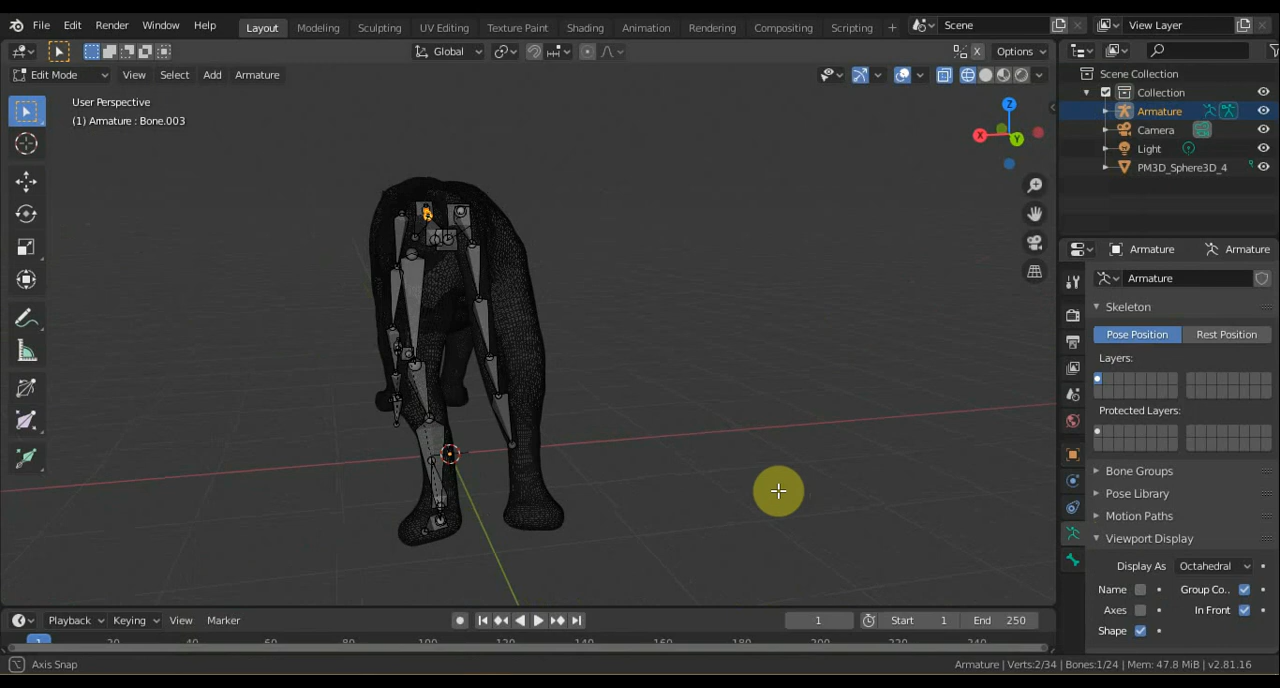 File Edit Render Window Help Layout Modeling Sculpting UV Editing Texture Paint Shading Animation Rendering Compositing Scripting + Scene View Layer
Global Options
Edit Mode View Select Add Armature
User Perspective
(1) Armature : Bone.003
Z
X
Y
Scene Collection
Collection
Armature
Camera
Light
PM3D_Sphere3D_4
Armature Armature
Armature
Skeleton
Pose Position Rest Position
Layers:
Protected Layers:
Bone Groups
Pose Library
Motion Paths
Viewport Display
Display As Octahedral
Name Group Co..
Axes In Front
Shape
Playback Keying View Marker 1 Start 1 End 250
1 20 40 60 80 100 120 140 160 180 200 220 240
Axis Snap Armature | Verts:2/34 | Bones:1/24 | Mem: 47.8 MiB | v2.81.16